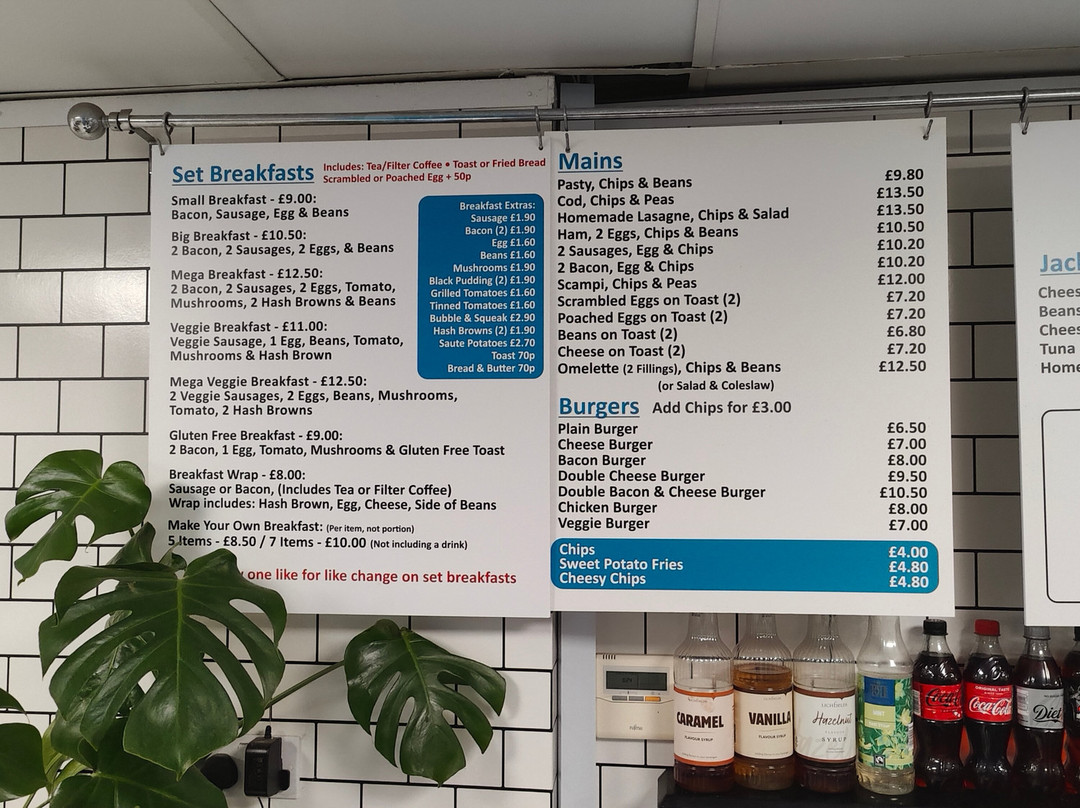 Set Breakfasts
Includes: Tea/Filter Coffee • Toast or Fried Bread
Scrambled or Poached Egg + 50p
Small Breakfast - £9.00:
Bacon, Sausage, Egg & Beans
Big Breakfast - £10.50:
2 Bacon, 2 Sausages, 2 Eggs, & Beans
Mega Breakfast - £12.50:
2 Bacon, 2 Sausages, 2 Eggs, Tomato,
Mushrooms, 2 Hash Browns & Beans
Veggie Breakfast - £11.00:
Veggie Sausage, 1 Egg, Beans, Tomato,
Mushrooms & Hash Brown
Mega Veggie Breakfast - £12.50:
2 Veggie Sausages, 2 Eggs, Beans, Mushrooms,
Tomato, 2 Hash Browns
Gluten Free Breakfast - £9.00:
2 Bacon, 1 Egg, Tomato, Mushrooms & Gluten Free Toast
Breakfast Wrap - £8.00:
Sausage or Bacon, (Includes Tea or Filter Coffee)
Wrap includes: Hash Brown, Egg, Cheese, Side of Beans
Make Your Own Breakfast: (Per item, not portion)
5 Items - £8.50 / 7 Items - £10.00 (Not including a drink)
one like for like change on set breakfasts
Breakfast Extras:
Sausage £1.90
Bacon (2) £1.90
Egg £1.60
Beans £1.60
Mushrooms £1.90
Black Pudding (2) £1.90
Grilled Tomatoes £1.60
Tinned Tomatoes £1.60
Bubble & Squeak £2.90
Hash Browns (2) £1.90
Saute Potatoes £2.70
Toast 70p
Bread & Butter 70p
Mains
Pasty, Chips & Beans £9.80
Cod, Chips & Peas £13.50
Homemade Lasagne, Chips & Salad £13.50
Ham, 2 Eggs, Chips & Beans £10.50
2 Sausages, Egg & Chips £10.20
2 Bacon, Egg & Chips £10.20
Scampi, Chips & Peas £12.00
Scrambled Eggs on Toast (2) £7.20
Poached Eggs on Toast (2) £7.20
Beans on Toast (2) £6.80
Cheese on Toast (2) £7.20
Omelette (2 Fillings), Chips & Beans £12.50
(or Salad & Coleslaw)
Burgers Add Chips for £3.00
Plain Burger £6.50
Cheese Burger £7.00
Bacon Burger £8.00
Double Cheese Burger £9.50
Double Bacon & Cheese Burger £10.50
Chicken Burger £8.00
Veggie Burger £7.00
Chips £4.00
Sweet Potato Fries £4.80
Cheesy Chips £4.80
Jack
Chees
Beans
Chees
Tuna
Home
CARAMEL
FLAVOUR SYRUP
VANILLA
FLAVOUR SYRUP
Hazelnut
SYRUP
Coca-Cola
ORIGINAL TASTE
Coca-Cola
Diet